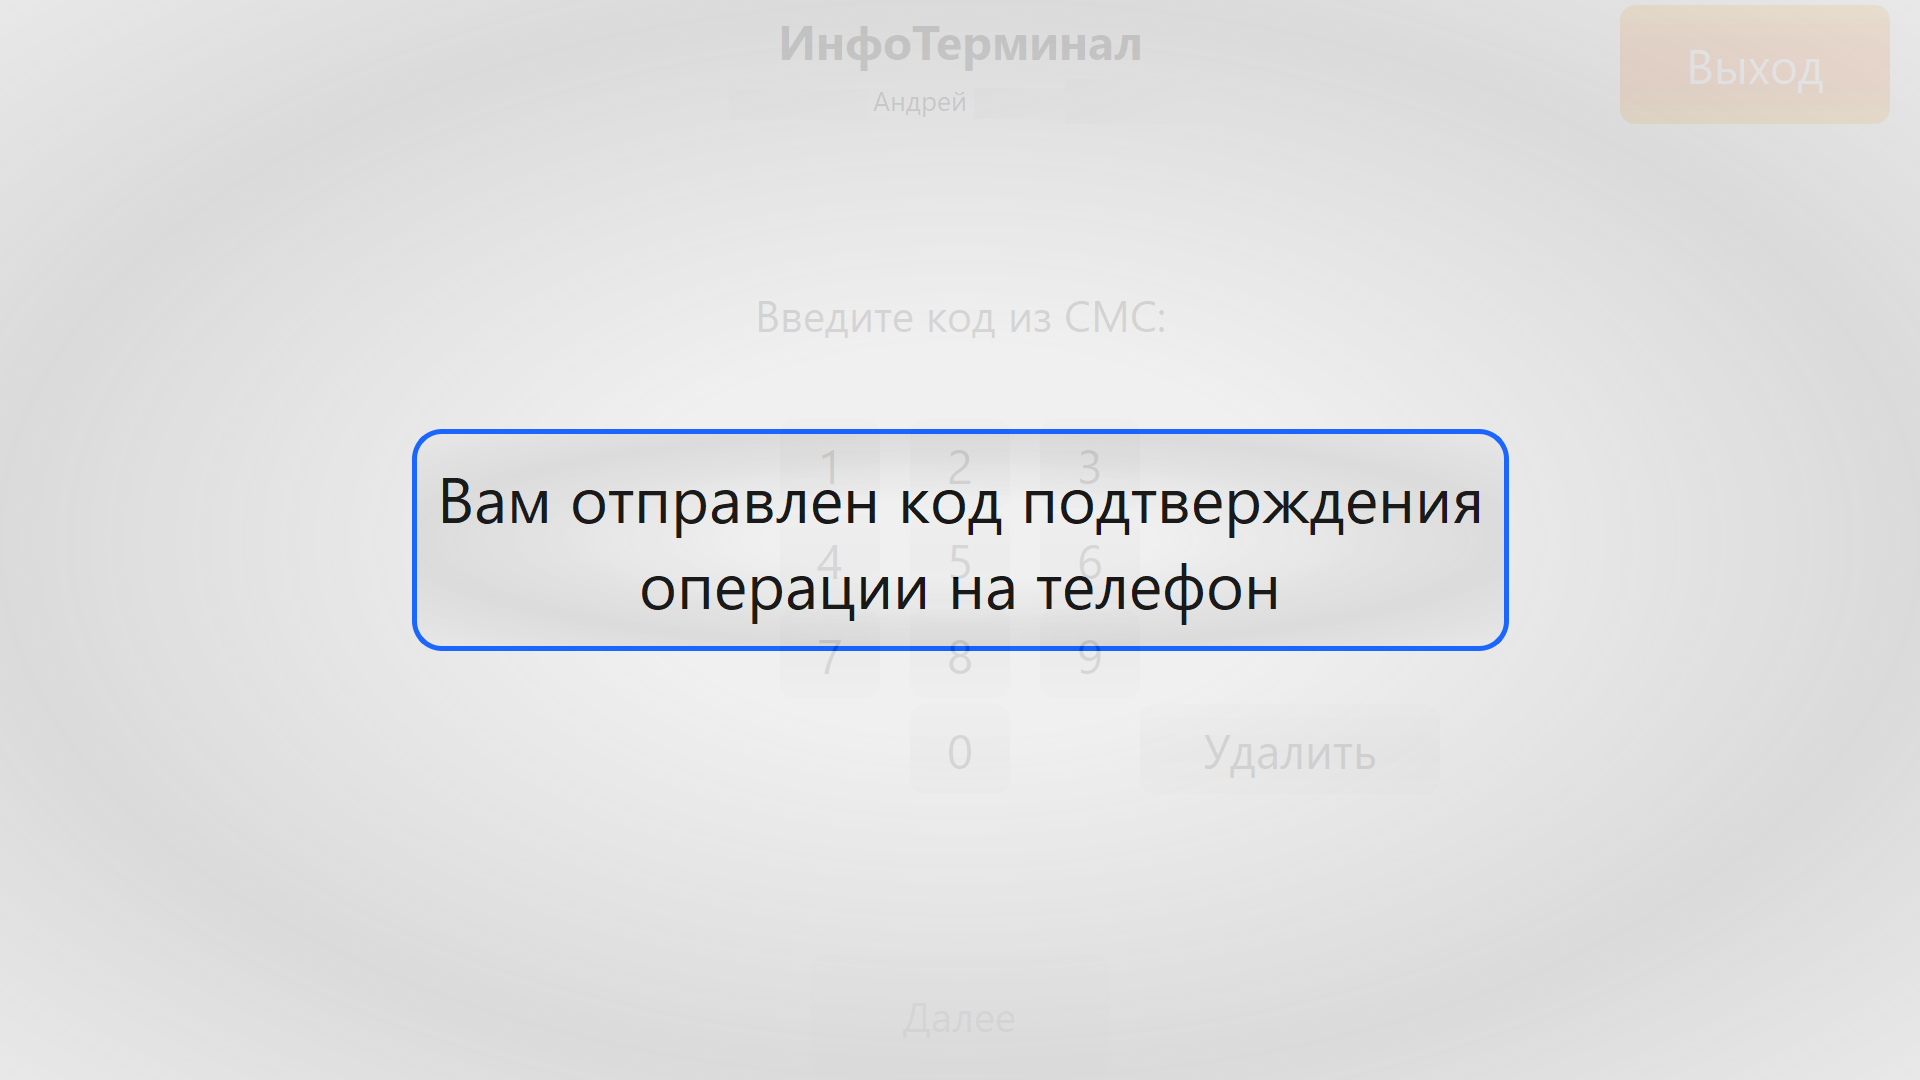 ИнфоТерминал
Выход
Андрей
Введите код из СМС:
1 2 3
Вам отправлен код подтверждения
4 5 6
операции на телефон
7 8 9
0 Удалить
Далее